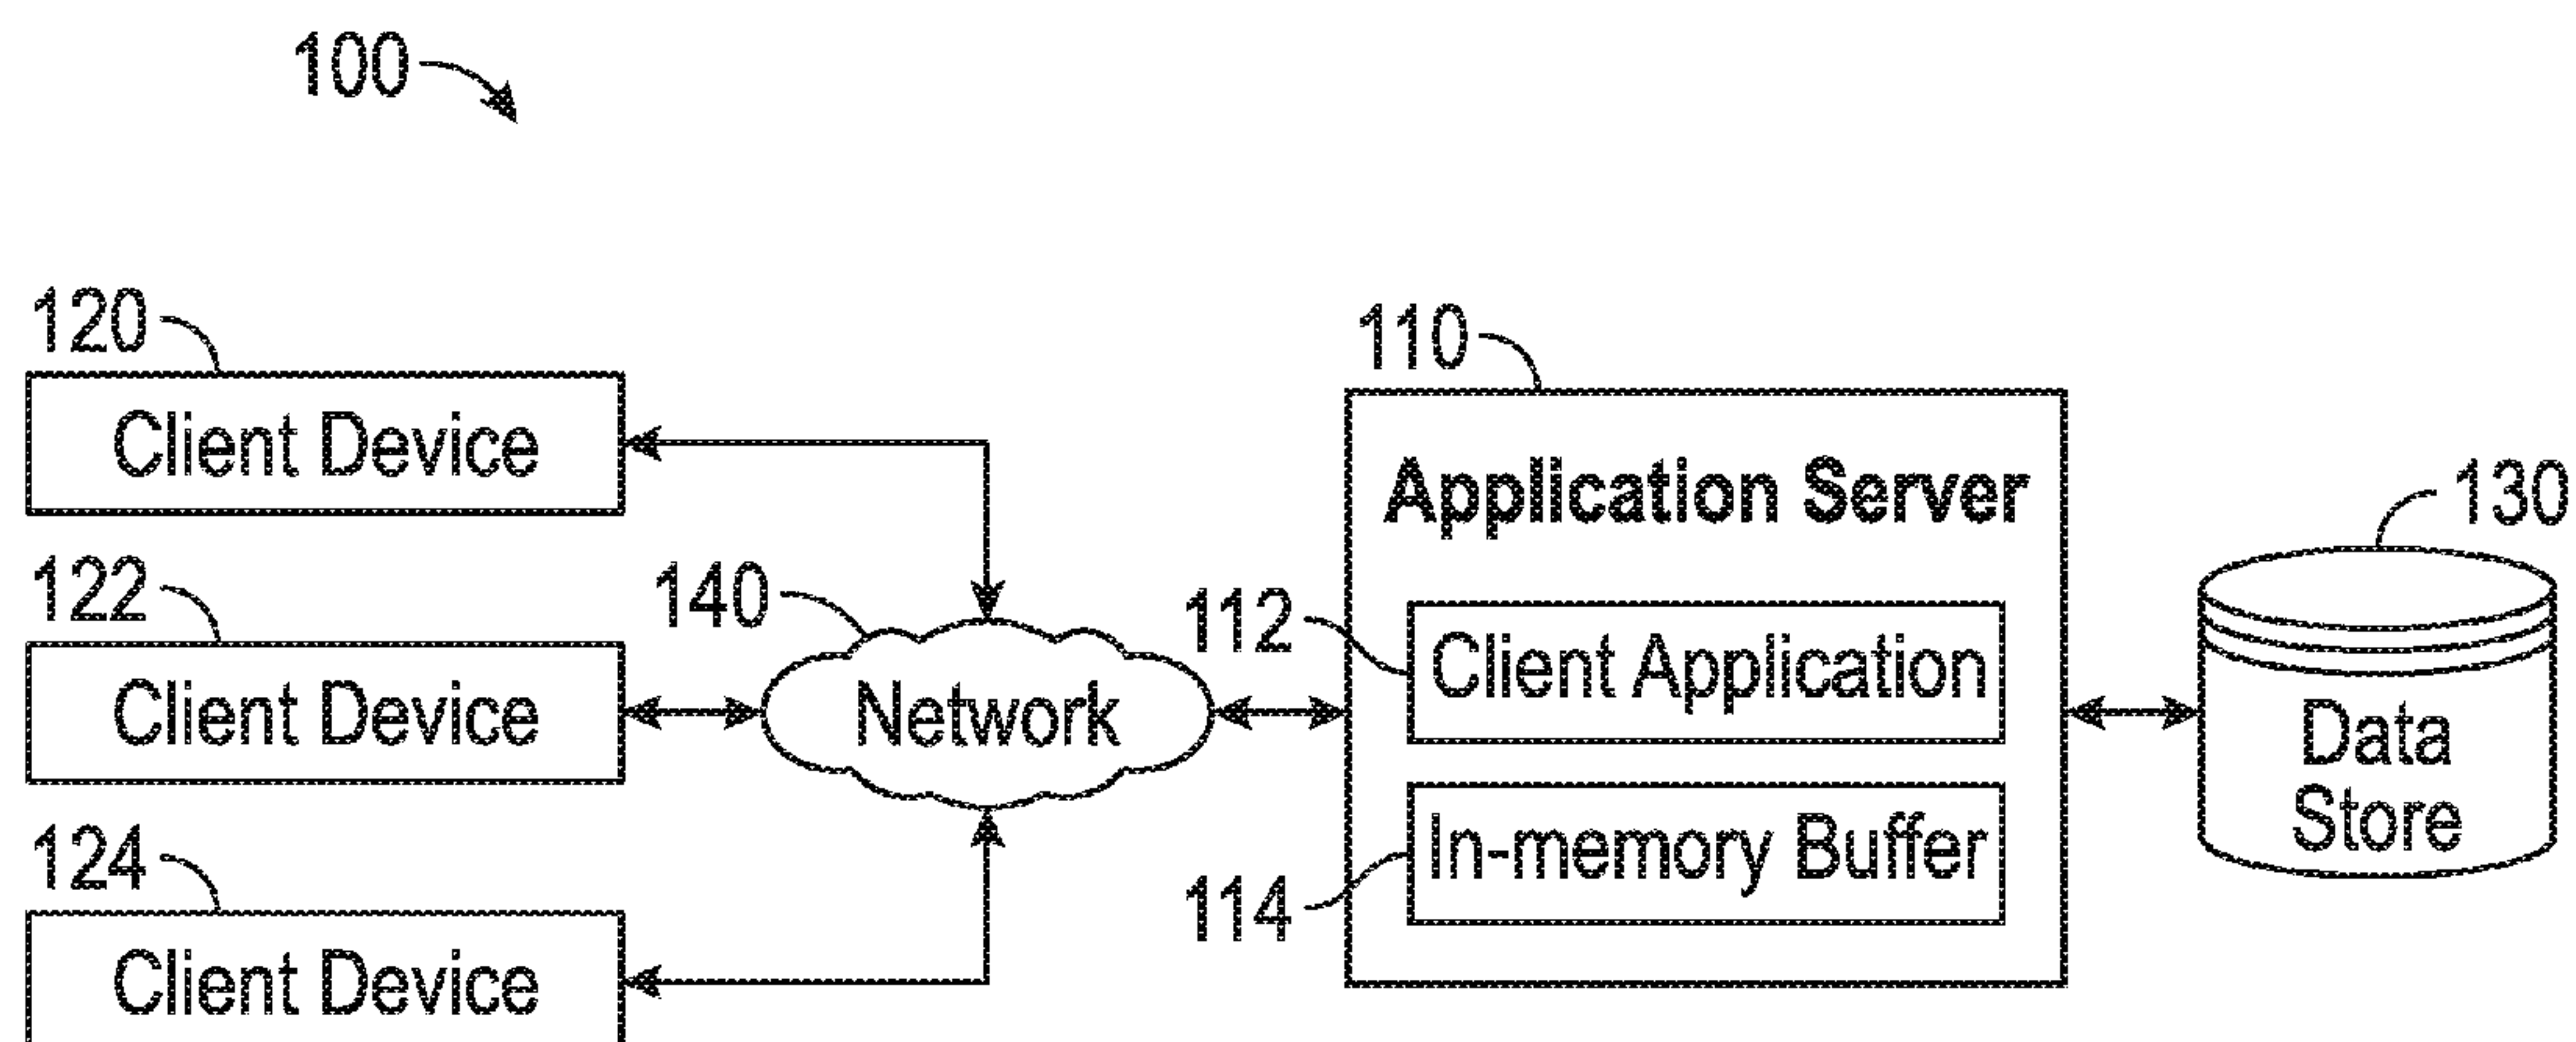 100
120
Client Device
122
Client Device
124
Client Device
140
Network
110
Application Server
112
Client Application
114
In-memory Buffer
130
Data
Store